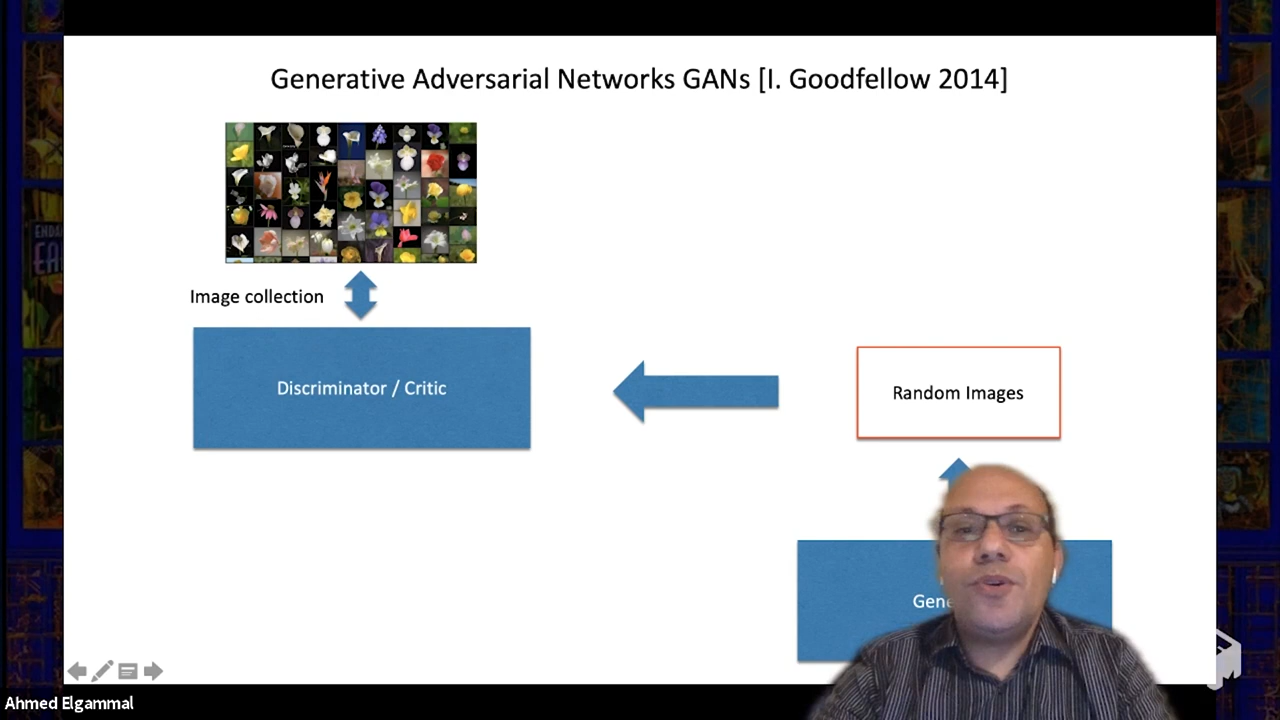 Generative Adversarial Networks GANs [I. Goodfellow 2014]
Image collection
Discriminator / Critic
Random Images
Ahmed Elgammal